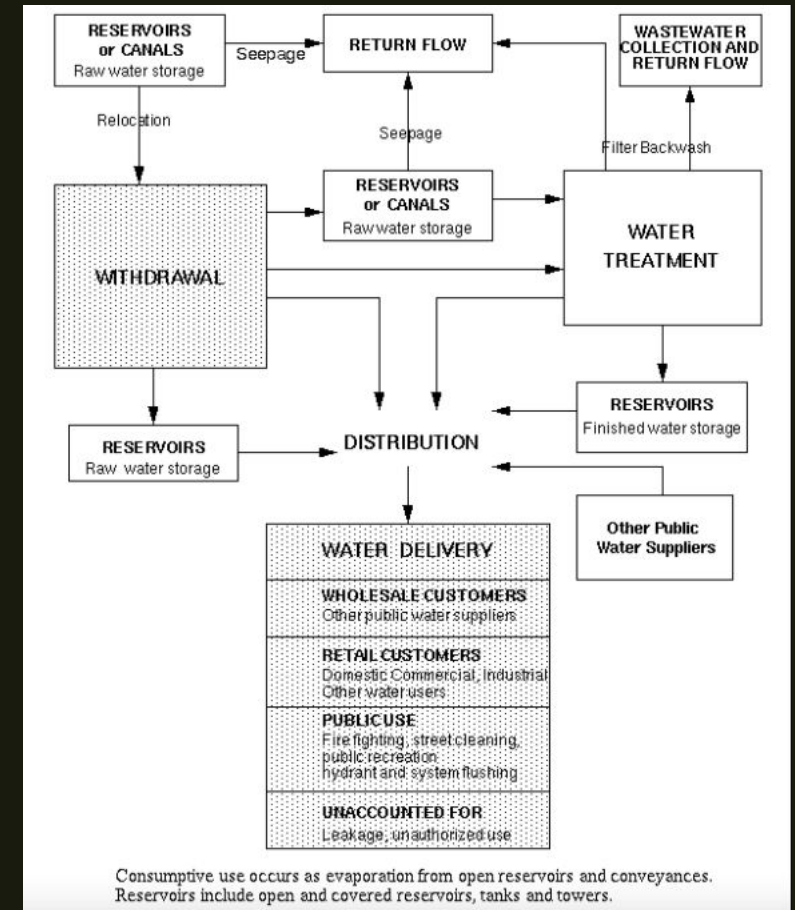 RESERVOIRS
or CANALS
Raw water storage
Seepage
RETURN FLOW
WASTEWATER
COLLECTION AND
RETURN FLOW
Relocation
Seepage
Filter Backwash
RESERVOIRS
or CANALS
Raw water storage
WATER
TREATMENT
WITHDRAWAL
RESERVOIRS
Finished water storage
RESERVOIRS
Raw water storage
DISTRIBUTION
Other Public
Water Suppliers
WATER DELIVERY
WHOLESALE CUSTOMERS
Other public water suppliers
RETAIL CUSTOMERS
Domestic Commercial, Industrial
Other water users
PUBLIC USE
Fire fighting, street cleaning,
public recreation
hydrant and system flushing
UNACCOUNTED FOR
Leakage, unauthorized use
Consumptive use occurs as evaporation from open reservoirs and conveyances.
Reservoirs include open and covered reservoirs, tanks and towers.